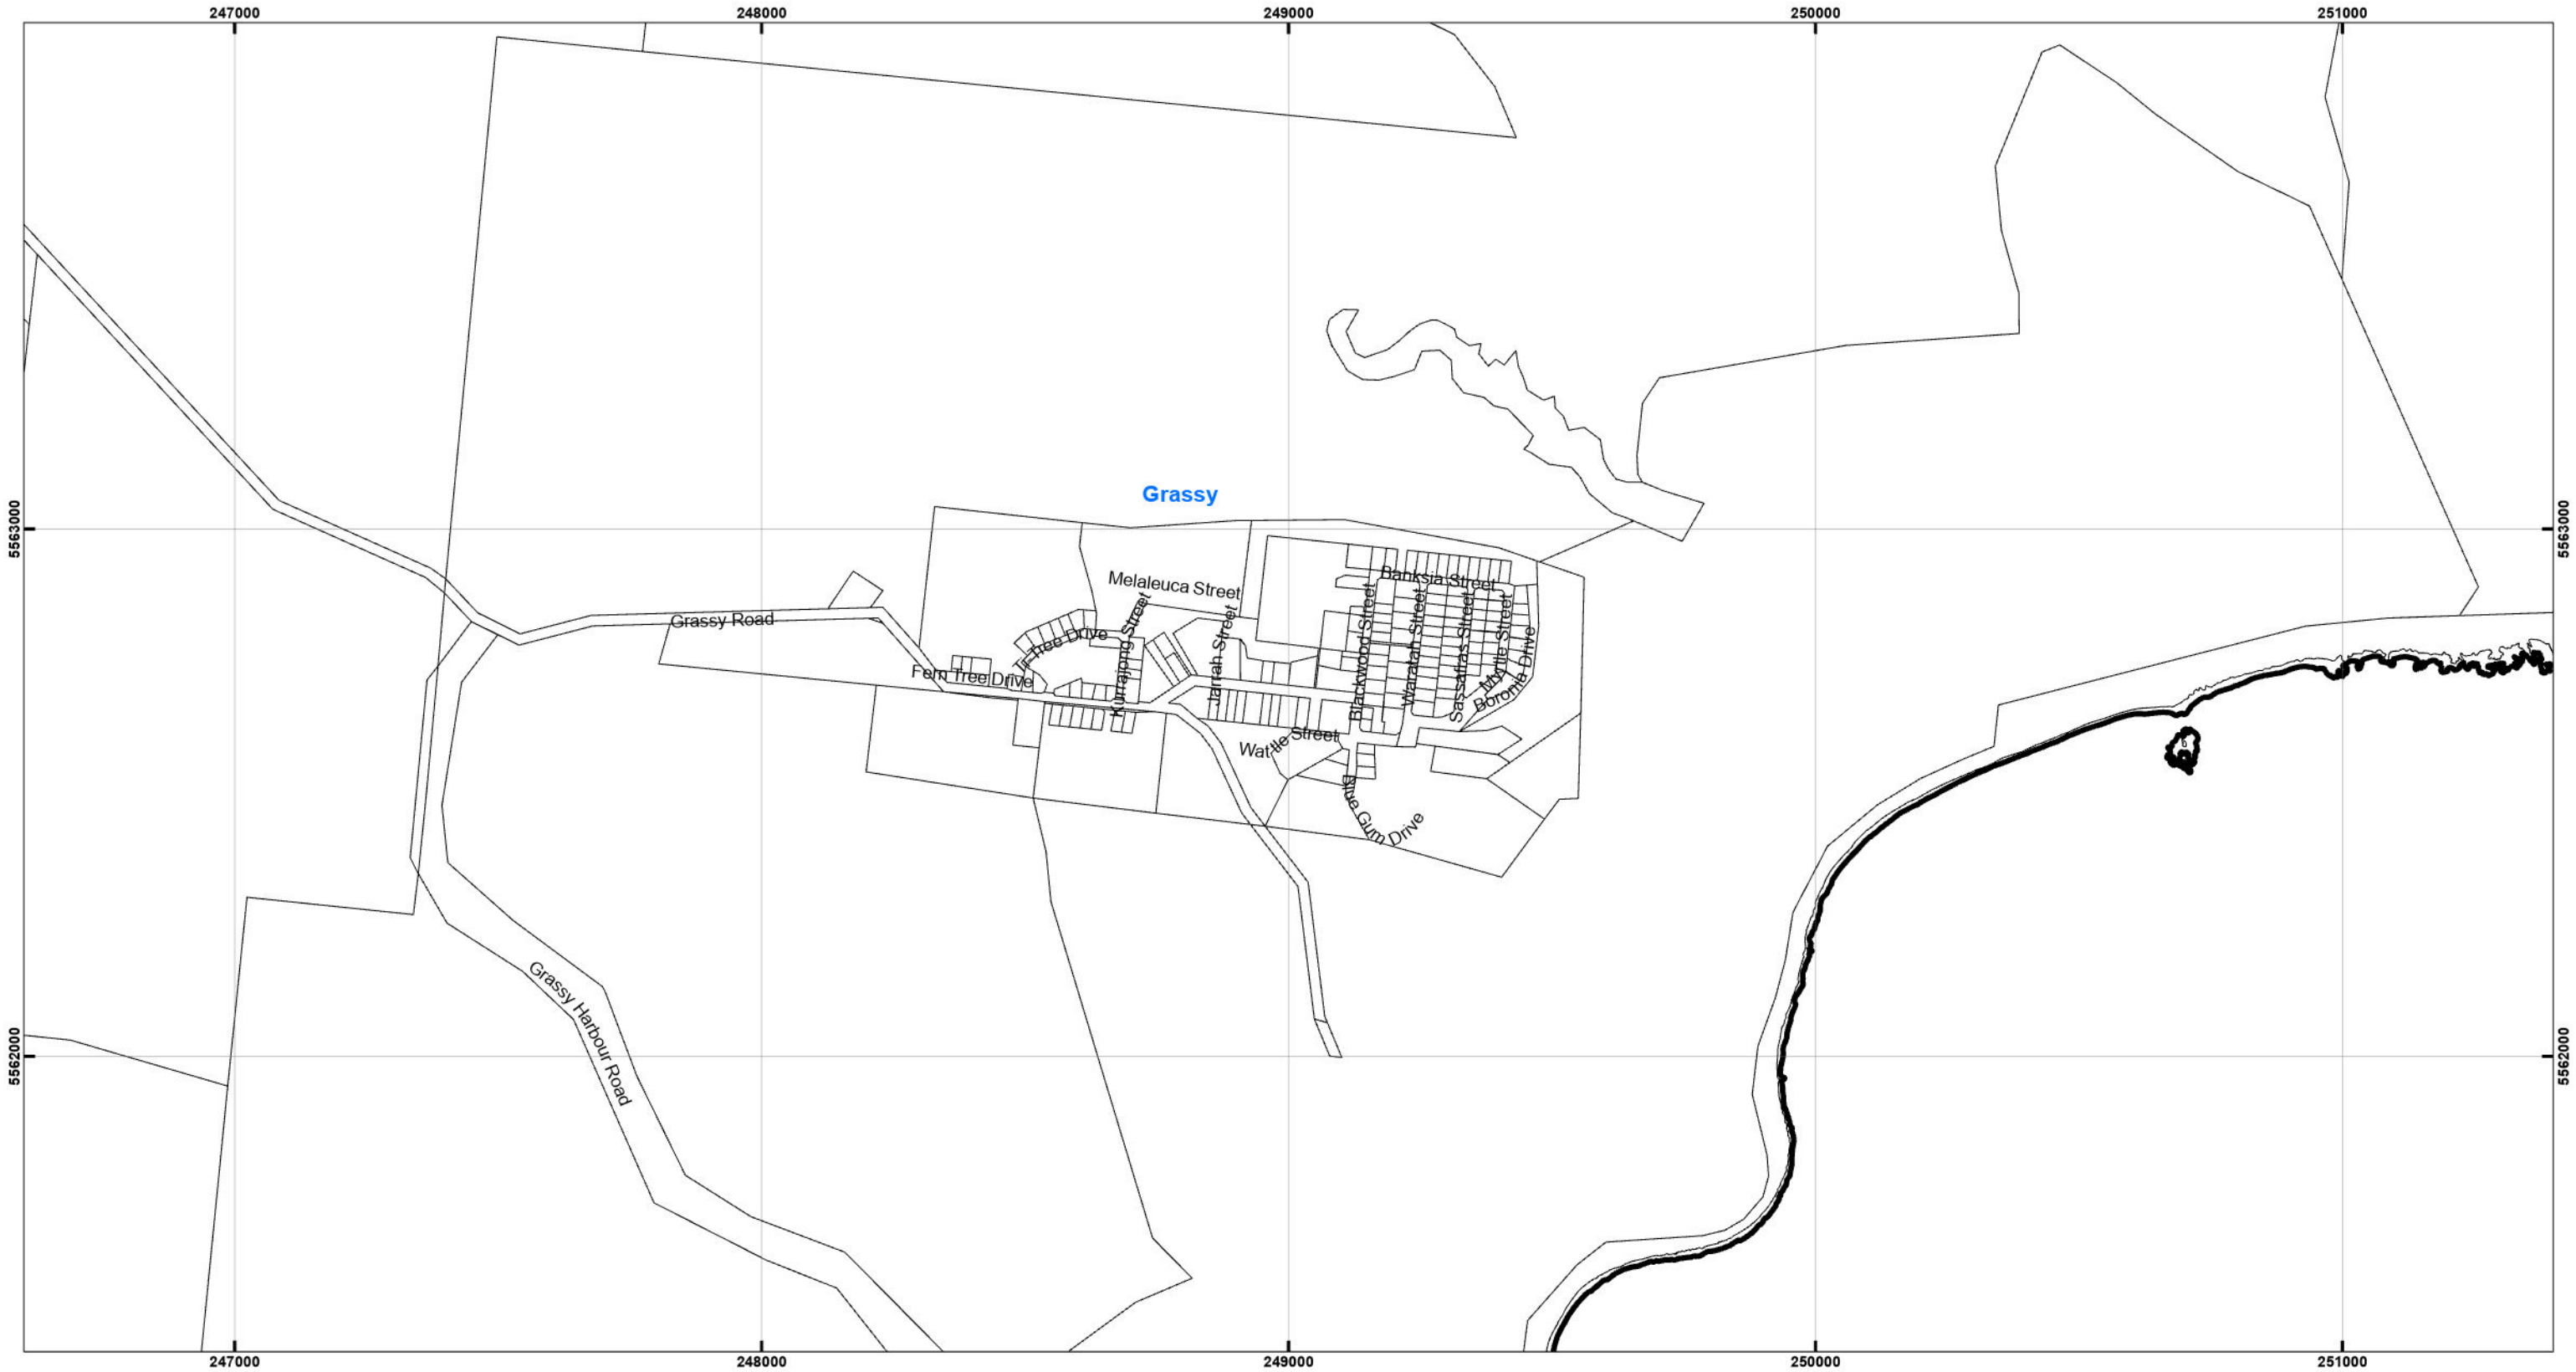 247000
248000
249000
250000
251000
5563000
5563000
Grassy
Banksia Street
Melaleuca Street
Grassy Road
Ti Tree Drive
Kurrajong Street
Jarrah Street
Blackwood Street
Waratah Street
Sassafras Street
Myrtle Street
Boronia Drive
Fern Tree Drive
Wattle Street
Blue Gum Drive
Grassy Harbour Road
5562000
5562000
247000
248000
249000
250000
251000